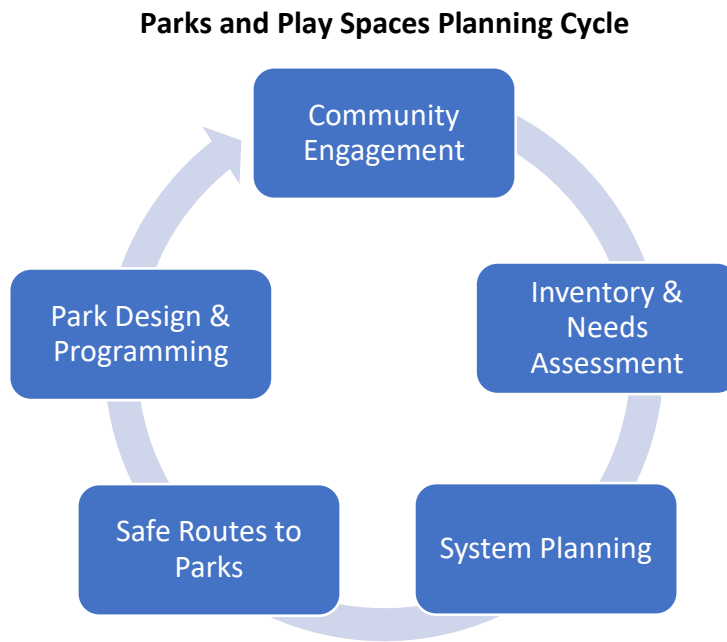 Parks and Play Spaces Planning Cycle
Community
Engagement
Inventory &
Needs
Assessment
System Planning
Safe Routes to
Parks
Park Design &
Programming